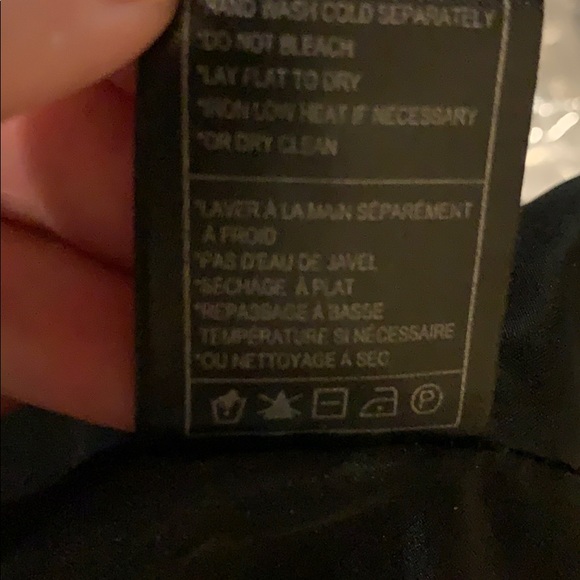 *HAND WASH COLD SEPARATELY
*DO NOT BLEACH
*LAY FLAT TO DRY
*IRON LOW HEAT IF NECESSARY
*OR DRY CLEAN
*LAVER À LA MAIN SÉPARÉMENT
À FROID
*PAS D'EAU DE JAVEL
*SÉCHAGE À PLAT
*REPASSAGE À BASSE
TEMPÉRATURE SI NÉCESSAIRE
*OU NETTOYAGE À SEC
P